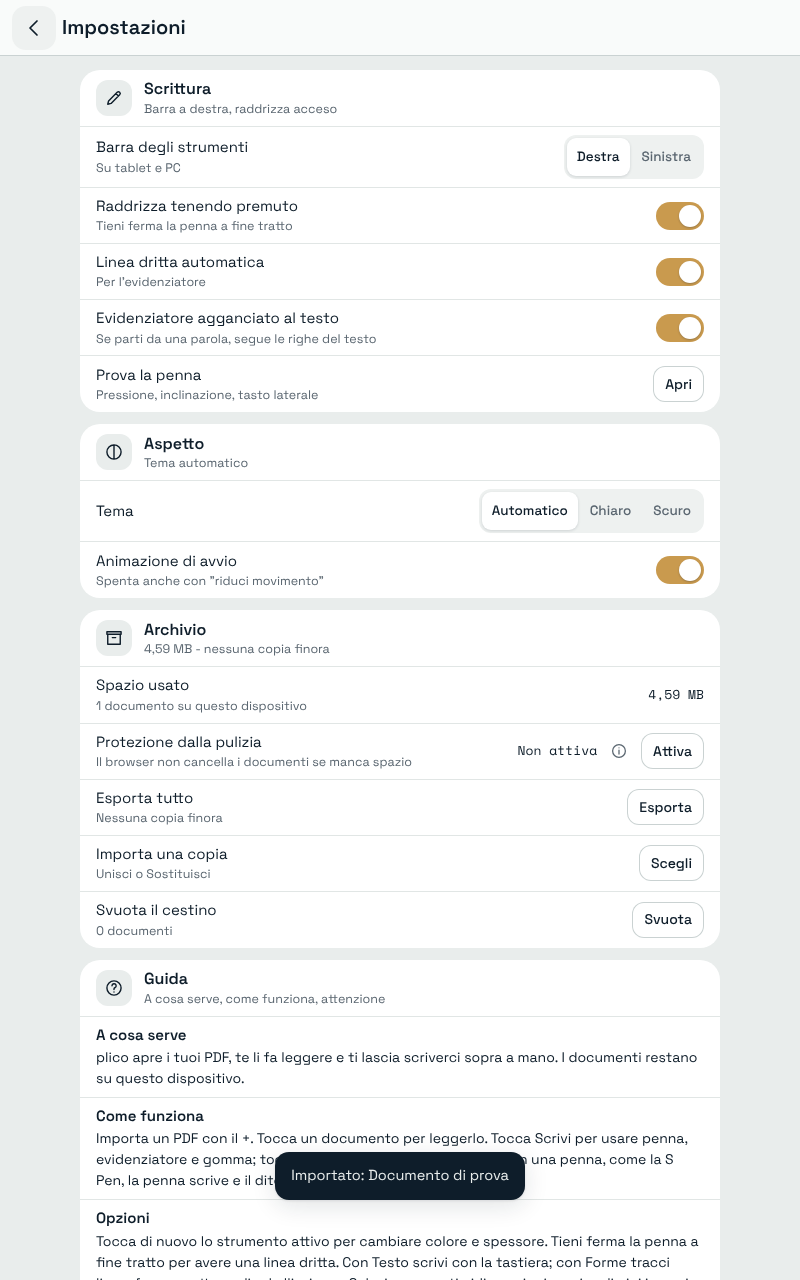 Impostazioni
Scrittura
Barra a destra, raddrizza acceso
Barra degli strumenti
Su tablet e PC
Destra
Sinistra
Raddrizza tenendo premuto
Tieni ferma la penna a fine tratto
Linea dritta automatica
Per l'evidenziatore
Evidenziatore agganciato al testo
Se parti da una parola, segue le righe del testo
Prova la penna
Pressione, inclinazione, tasto laterale
Apri
Aspetto
Tema automatico
Tema
Automatico
Chiaro
Scuro
Animazione di avvio
Spenta anche con "riduci movimento"
Archivio
4,59 MB - nessuna copia finora
Spazio usato
1 documento su questo dispositivo
4,59 MB
Protezione dalla pulizia
Il browser non cancella i documenti se manca spazio
Non attiva
Attiva
Esporta tutto
Nessuna copia finora
Esporta
Importa una copia
Unisci o Sostituisci
Scegli
Svuota il cestino
0 documenti
Svuota
Guida
A cosa serve, come funziona, attenzione
A cosa serve
plico apre i tuoi PDF, te li fa leggere e ti lascia scriverci sopra a mano. I documenti restano
su questo dispositivo.
Come funziona
Importa un PDF con il +. Tocca un documento per leggerlo. Tocca Scrivi per usare penna,
evidenziatore e gomma; una penna, come la S
Pen, la penna scrive e il
Importato: Documento di prova
Opzioni
Tocca di nuovo lo strumento attivo per cambiare colore e spessore. Tieni ferma la penna a
fine tratto per avere una linea dritta. Con Testo scrivi con la tastiera; con Forme tracci